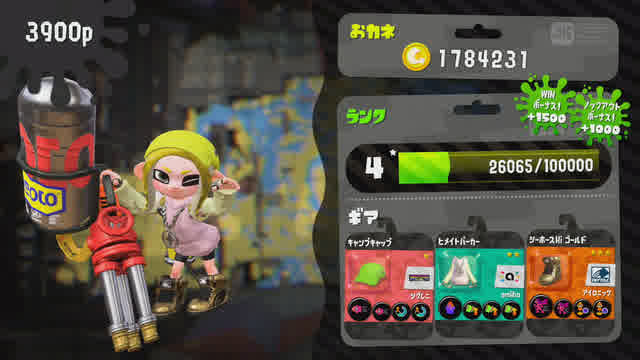 3900p
おカネ
1784231
WIN
ボーナス!
+1500
ノックアウト
ボーナス!
+1000
ランク
4
26065/100000
ギア
キャンプキャップ
ヒメイトパーカー
シーホースHi ゴールド
ジグレニ
amiibo
アイロニック